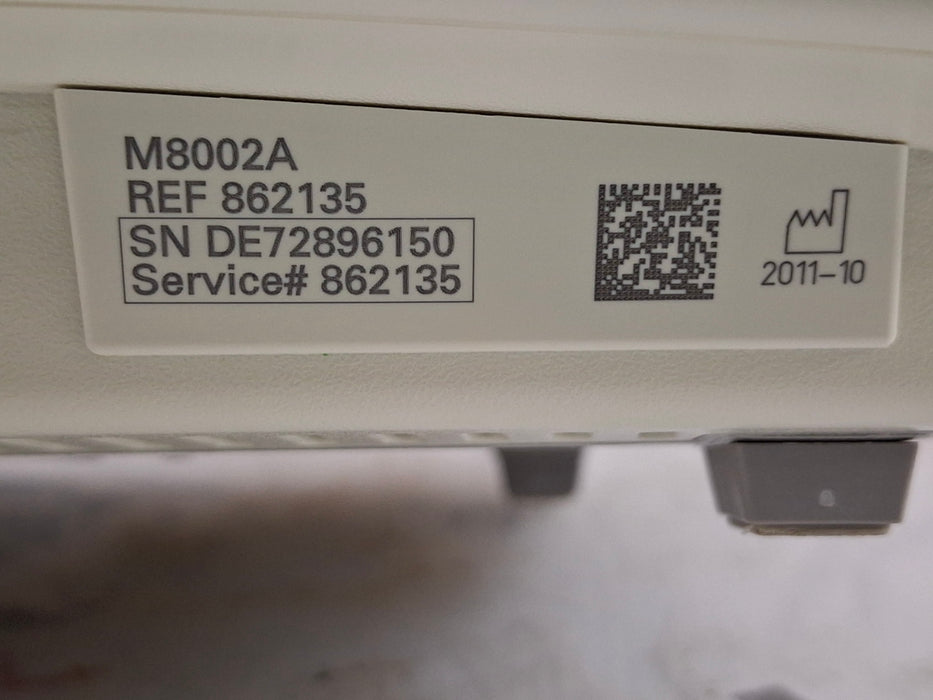 M8002A
REF 862135
SN DE72896150
Service# 862135
2011-10